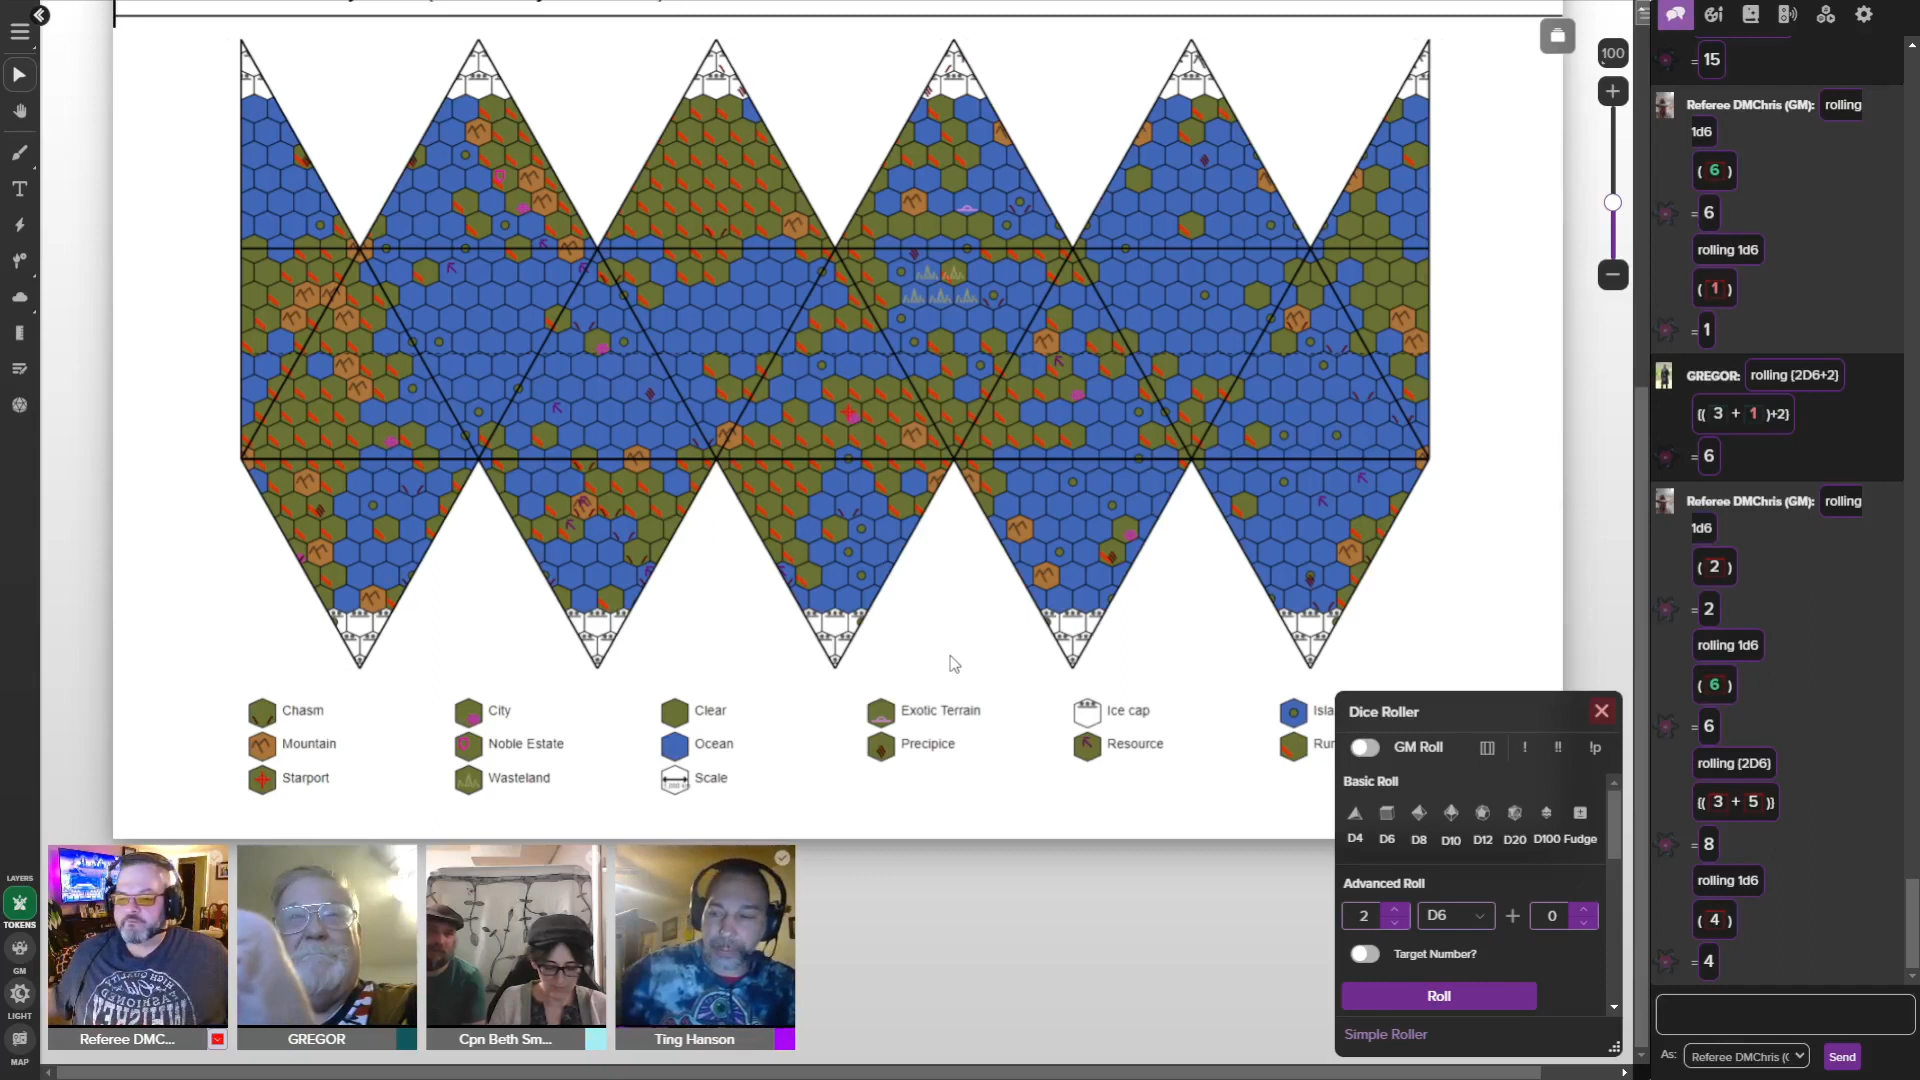 100
15
Referee DMChris (GM): rolling
1d6
( 6 )
= 6
rolling 1d6
( 1 )
= 1
GREGOR: rolling {2D6+2}
{( 3 + 1 )+2}
= 6
Referee DMChris (GM): rolling
1d6
( 2 )
= 2
rolling 1d6
( 6 )
= 6
rolling {2D6}
{( 3 + 5 )}
= 8
rolling 1d6
( 4 )
= 4
As: Referee DMChris (
Send
Chasm
City
Clear
Exotic Terrain
Ice cap
Mountain
Noble Estate
Ocean
Precipice
Resource
Starport
Wasteland
Scale
Dice Roller
GM Roll
! !! !p
Basic Roll
D4 D6 D8 D10 D12 D20 D100 Fudge
Advanced Roll
2 D6 + 0
Target Number?
Roll
Simple Roller
LAYERS
TOKENS
GM
LIGHT
MAP
Referee DMC...
GREGOR
Cpn Beth Sm...
Ting Hanson